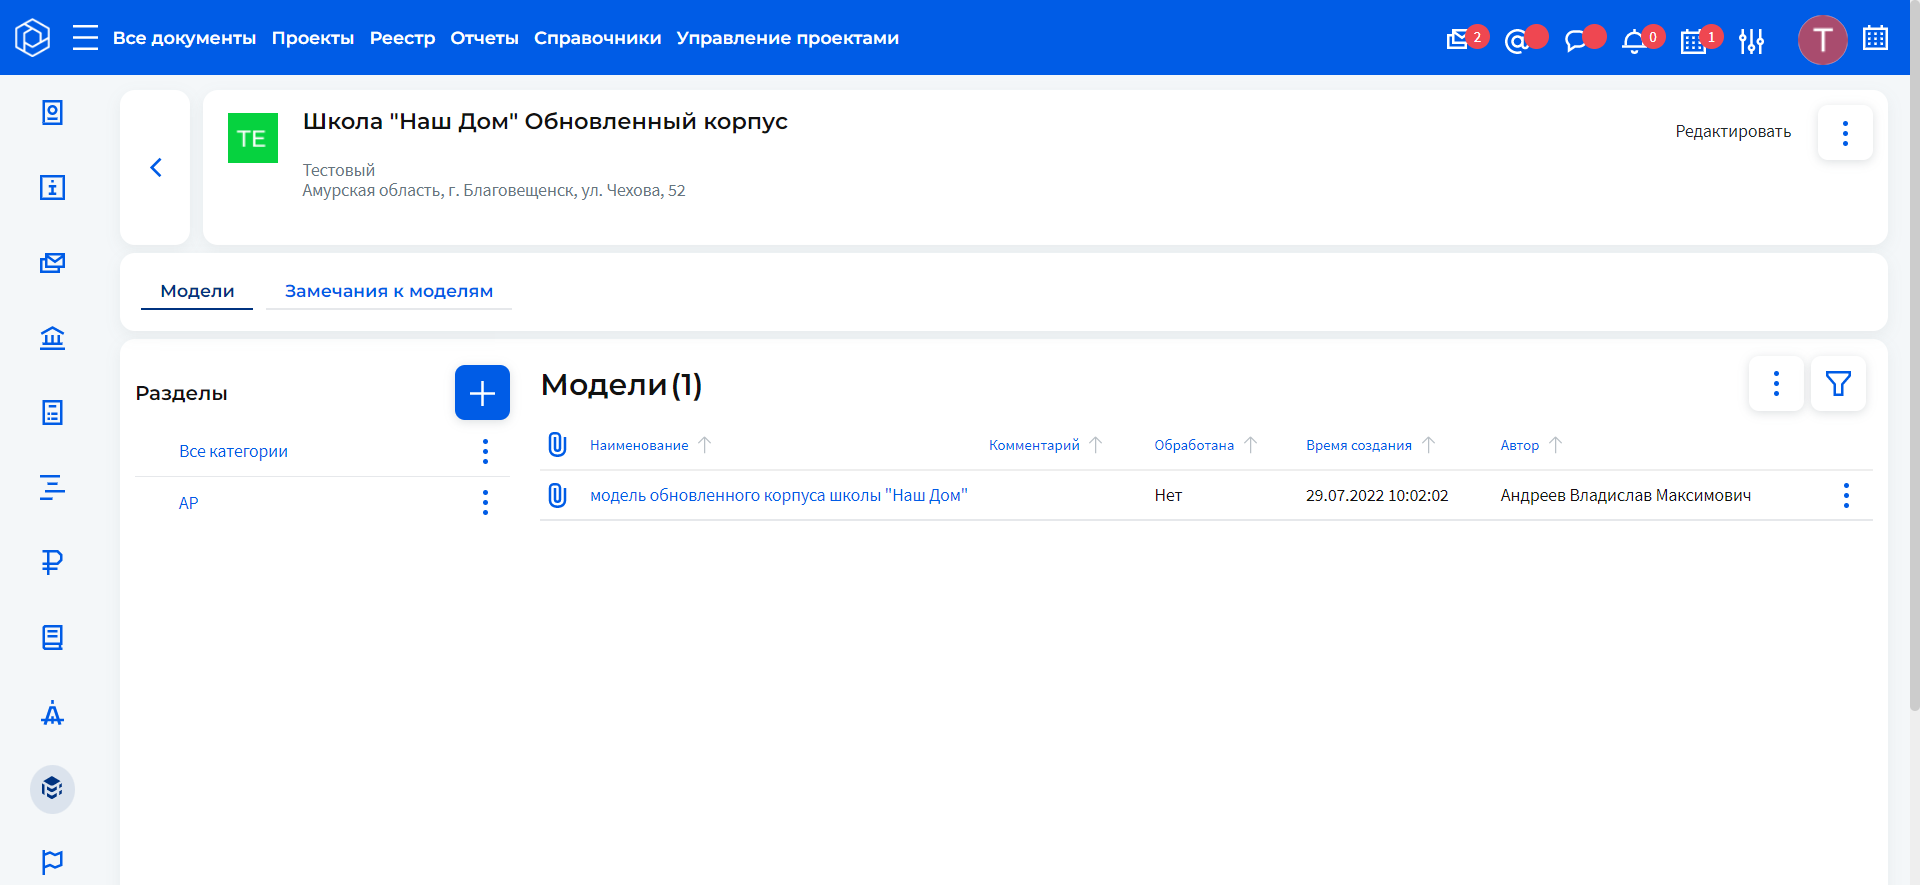 Все документы Проекты Реестр Отчеты Справочники Управление проектами 2 0 1 T
TE
Школа "Наш Дом" Обновленный корпус
Редактировать
Тестовый
Амурская область, г. Благовещенск, ул. Чехова, 52
Модели Замечания к моделям
Разделы
Все категории
АР
Модели (1)
Наименование Комментарий Обработана Время создания Автор
модель обновленного корпуса школы "Наш Дом" Нет 29.07.2022 10:02:02 Андреев Владислав Максимович